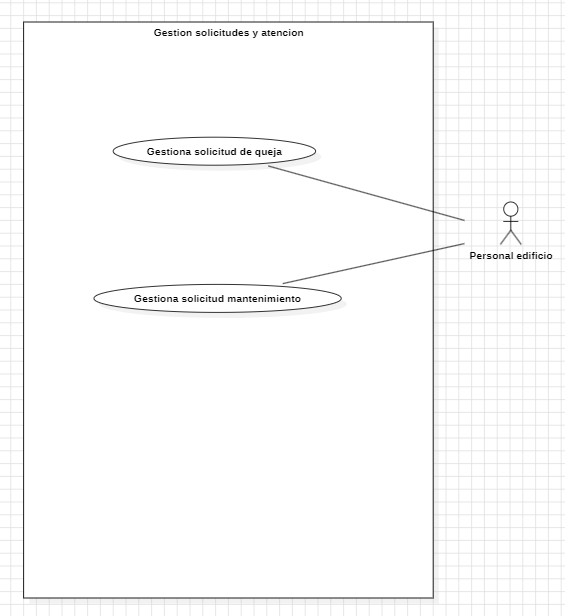 Gestion solicitudes y atencion
Gestiona solicitud de queja
Personal edificio
Gestiona solicitud mantenimiento